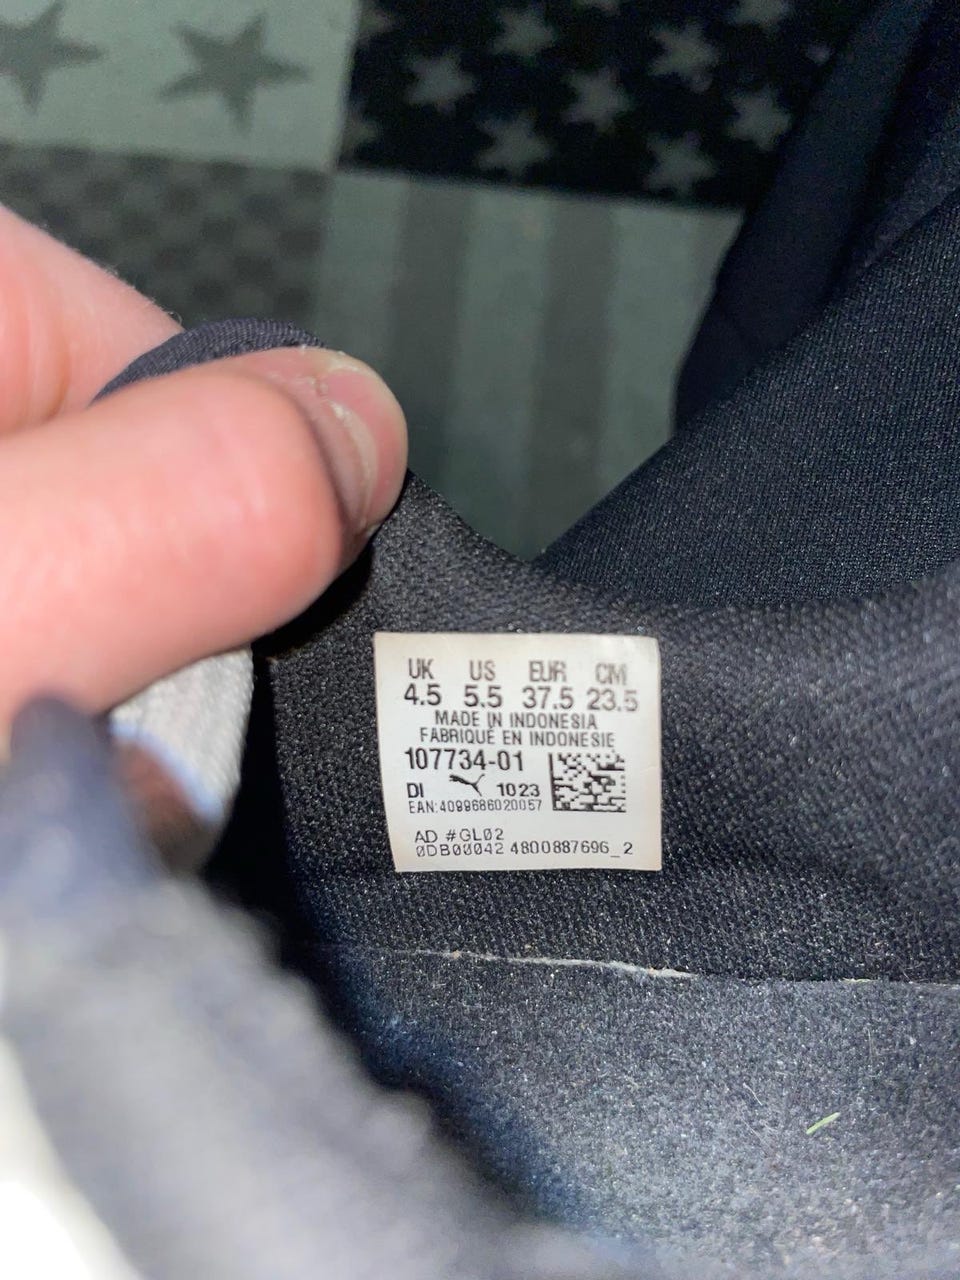 UK US EUR CM
4.5 5.5 37.5 23.5
MADE IN INDONESIA
FABRIQUÉ EN INDONESIE
107734-01
DI 1023
EAN:4099686020057
AD #GL02
0DB00042 4800887696_2